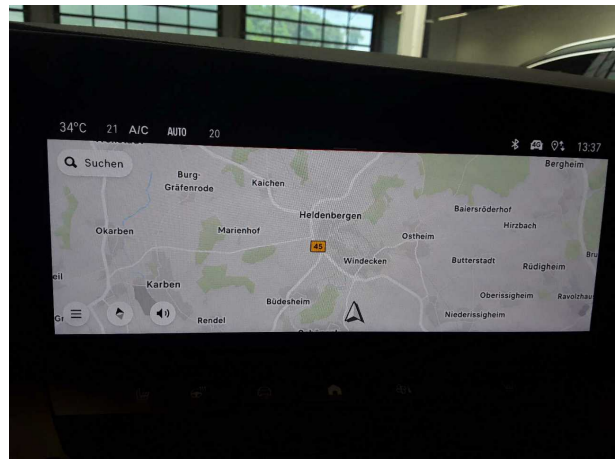 34°C 21 A/C AUTO 20 13:37
Suchen
Bergheim
Burg-
Gräfenrode
Kaichen
Heldenbergen
Baiersröderhof
Hirzbach
Okarben
Marienhof
Ostheim
45
Windecken
Butterstadt
Rüdigheim
Karben
Büdesheim
Oberissigheim
Rendel
Niederissigheim